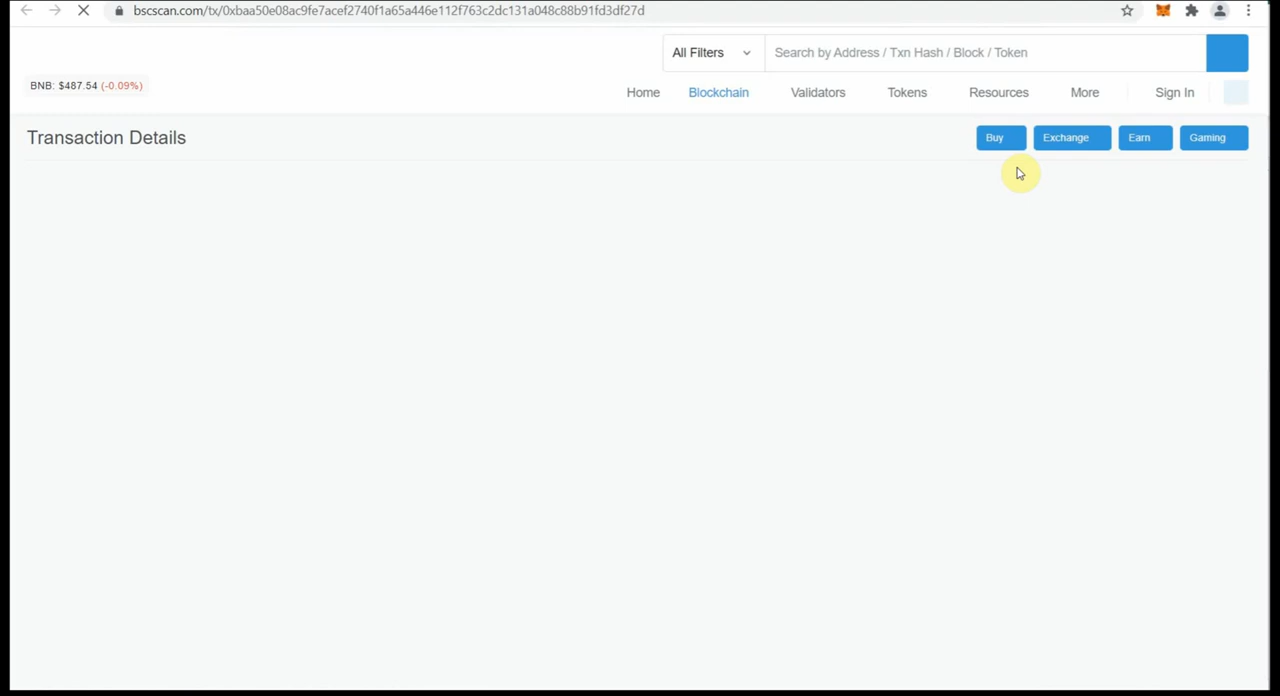 bscscan.com/tx/0xbaa50e08ac9fe7acef2740f1a65a446e112f763c2dc131a048c88b91fd3df27d
All Filters Search by Address / Txn Hash / Block / Token
BNB: $487.54 (-0.09%)
Home Blockchain Validators Tokens Resources More Sign In
Transaction Details Buy Exchange Earn Gaming